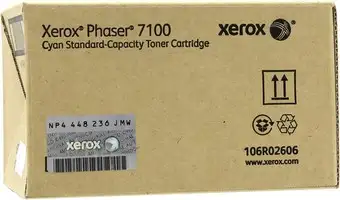 Xerox® Phaser® 7100
Cyan Standard-Capacity Toner Cartridge
xerox
NP4 448 236 JMW
xerox
106R02606
www.xerox.com